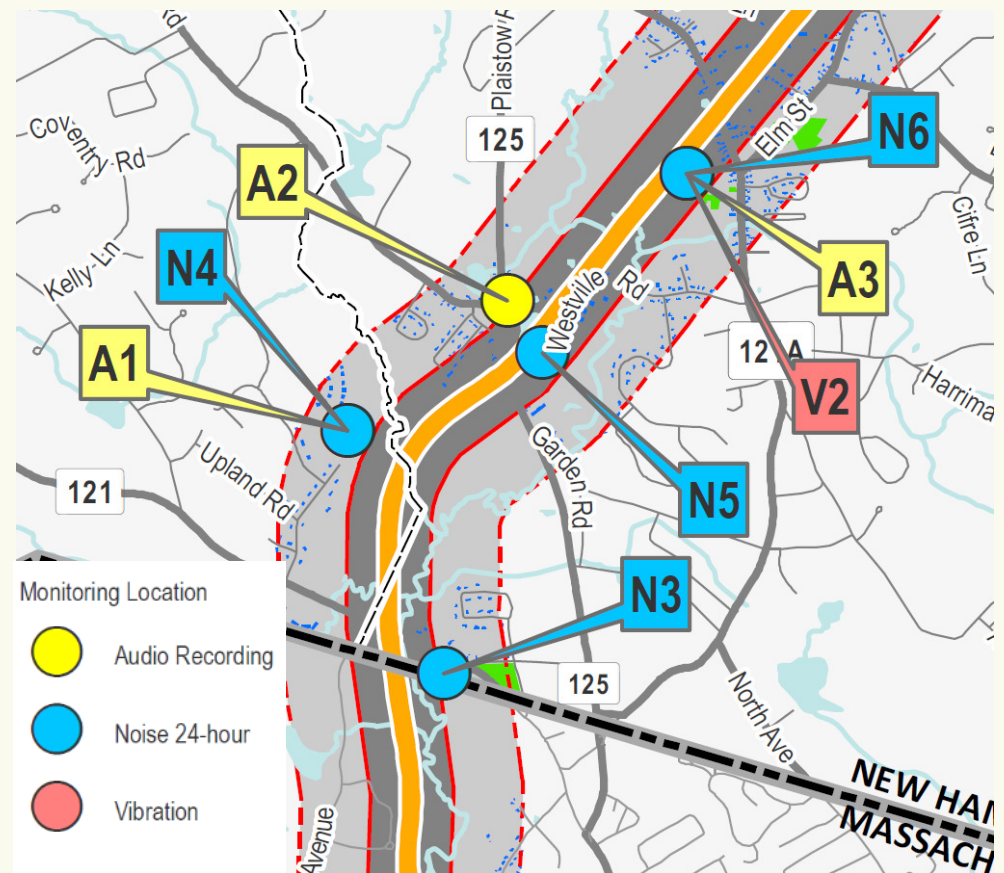 Rd
Plaistow R
Ln
Elm St
125
N6
Coventry Rd
A2
Cifre Ln
Kelly Ln
N4
Westville Rd
A3
A1
12 A
Harrima
V2
Upland Rd
Garden Rd
121
N5
N3
Monitoring Location
Audio Recording
Noise 24-hour
Vibration
125
North Ave
NEW HAM
MASSACH
Avenue